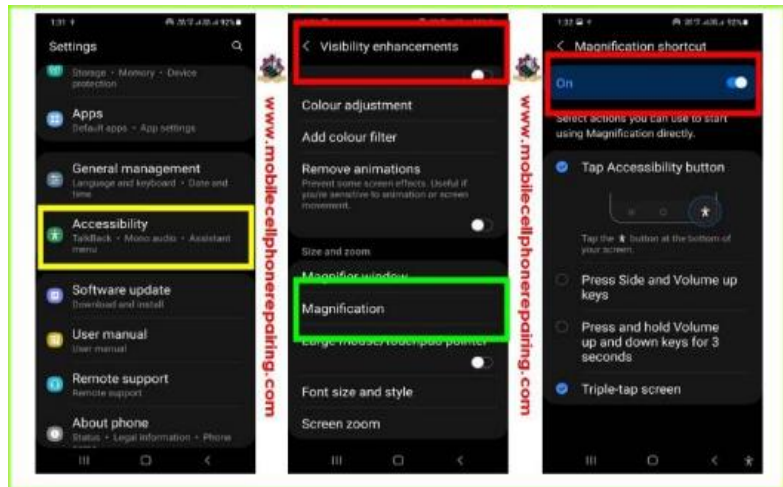 1:31
92%
Settings
Storage • Memory • Device
protection
Apps
Default apps • App settings
General management
Language and keyboard • Date and
time
Accessibility
TalkBack • Mono audio • Assistant
menu
Software update
Download and install
User manual
User manual
Remote support
Remote support
About phone
Status • Legal information • Phone
www.mobilecellphonerepairing.com
Visibility enhancements
Colour adjustment
Add colour filter
Remove animations
Prevent some screen effects. Useful if
you're sensitive to animation or screen
movement.
Size and zoom
Magnifier window
Magnification
Large mouse/touchpad pointer
Font size and style
Screen zoom
www.mobilecellphonerepairing.com
1:32
92%
Magnification shortcut
On
Select actions you can use to start
using Magnification directly.
Tap Accessibility button
Tap the button at the bottom of
your screen.
Press Side and Volume up
keys
Press and hold Volume
up and down keys for 3
seconds
Triple-tap screen